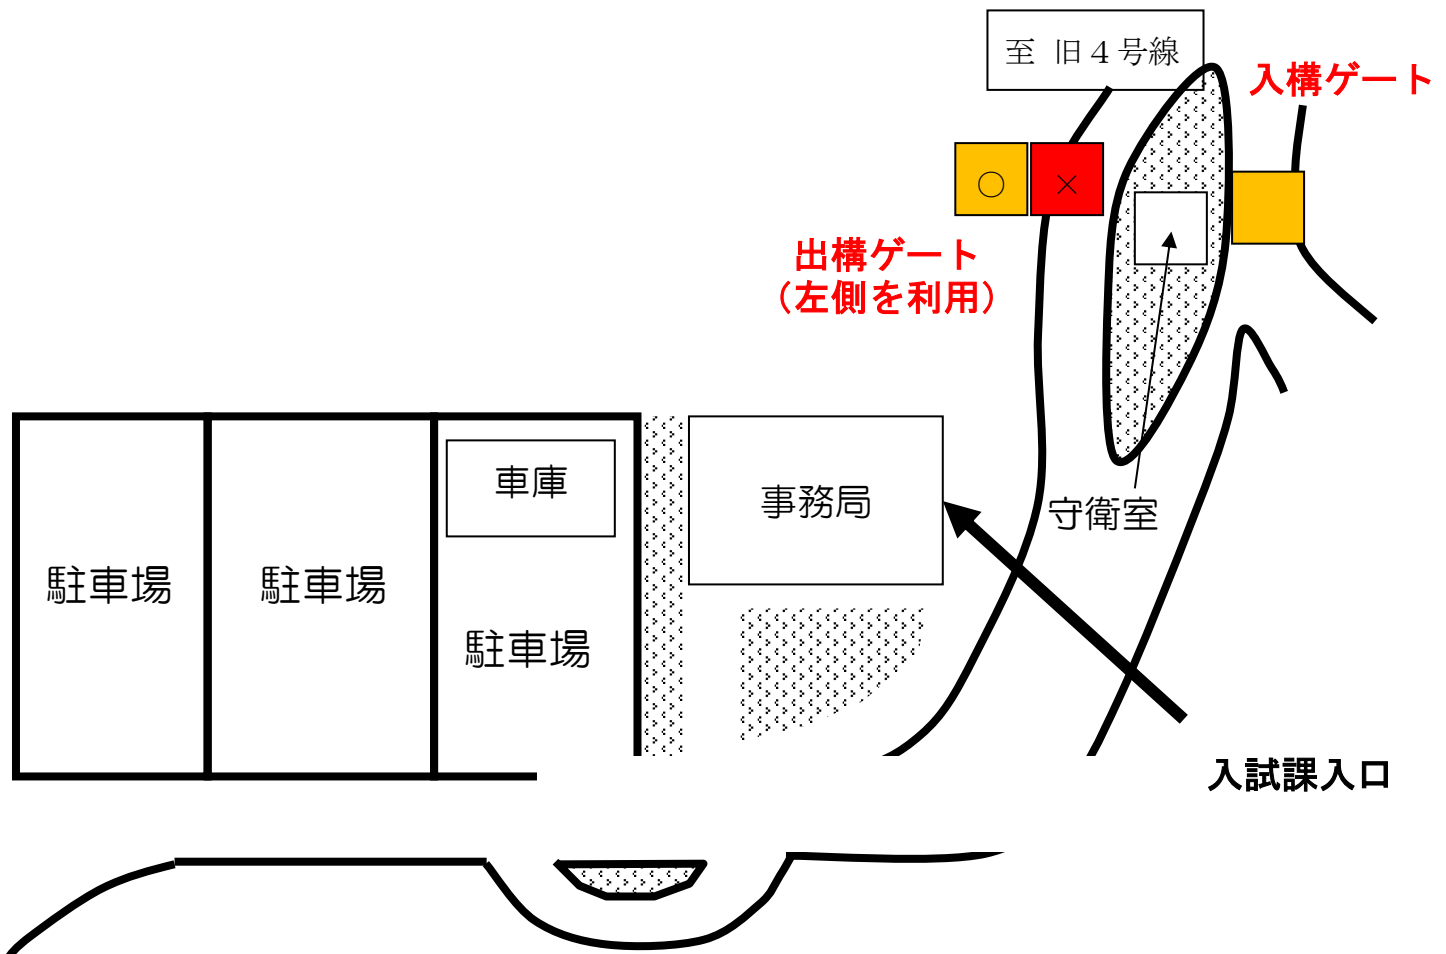 至 旧４号線
入構ゲート
○
×
出構ゲート
（左側を利用）
車庫
事務局
守衛室
駐車場
駐車場
駐車場
入試課入口